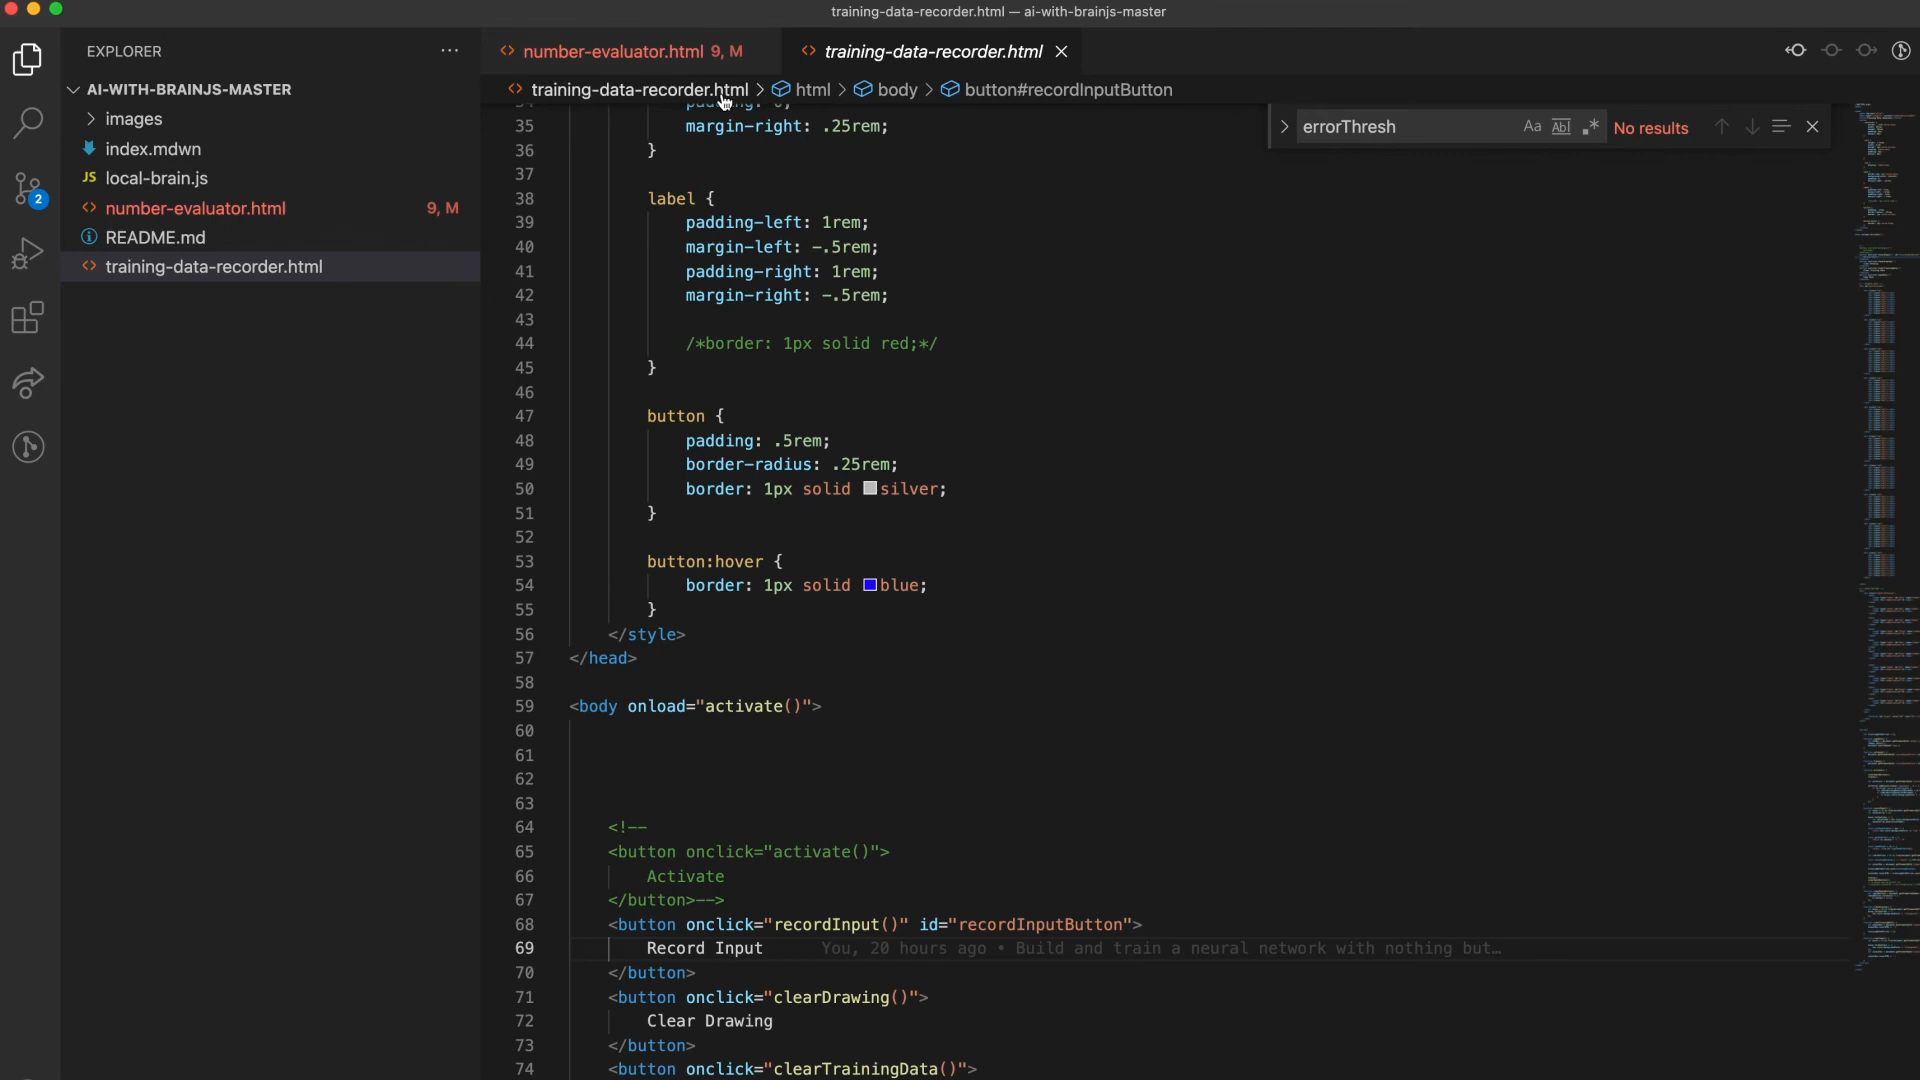 training-data-recorder.html — ai-with-brainjs-master
EXPLORER
AI-WITH-BRAINJS-MASTER
images
index.mdwn
JS local-brain.js
number-evaluator.html 9, M
README.md
training-data-recorder.html
2
number-evaluator.html 9, M
training-data-recorder.html
training-data-recorder.html > html > body > button#recordInputButton
errorThresh Aa Abl .* No results
34 padding: 0;
35 margin-right: .25rem;
36 }
37
38 label {
39 padding-left: 1rem;
40 margin-left: -.5rem;
41 padding-right: 1rem;
42 margin-right: -.5rem;
43
44 /*border: 1px solid red;*/
45 }
46
47 button {
48 padding: .5rem;
49 border-radius: .25rem;
50 border: 1px solid silver;
51 }
52
53 button:hover {
54 border: 1px solid blue;
55 }
56 </style>
57 </head>
58
59 <body onload="activate()">
60
61
62
63
64 <!--
65 <button onclick="activate()">
66 Activate
67 </button>-->
68 <button onclick="recordInput()" id="recordInputButton">
69 Record Input You, 20 hours ago • Build and train a neural network with nothing but…
70 </button>
71 <button onclick="clearDrawing()">
72 Clear Drawing
73 </button>
74 <button onclick="clearTrainingData()">